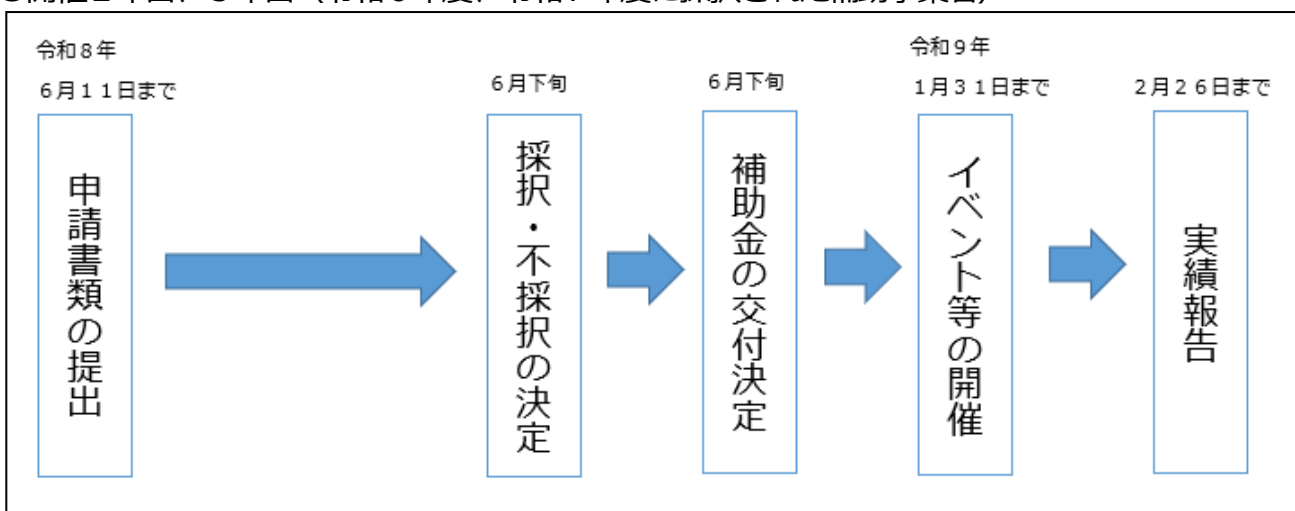 令和８年
６月１１日まで
申請書類の提出
６月下旬
採択・不採択の決定
６月下旬
補助金の交付決定
令和９年
１月３１日まで
イベント等の開催
２月２６日まで
実績報告